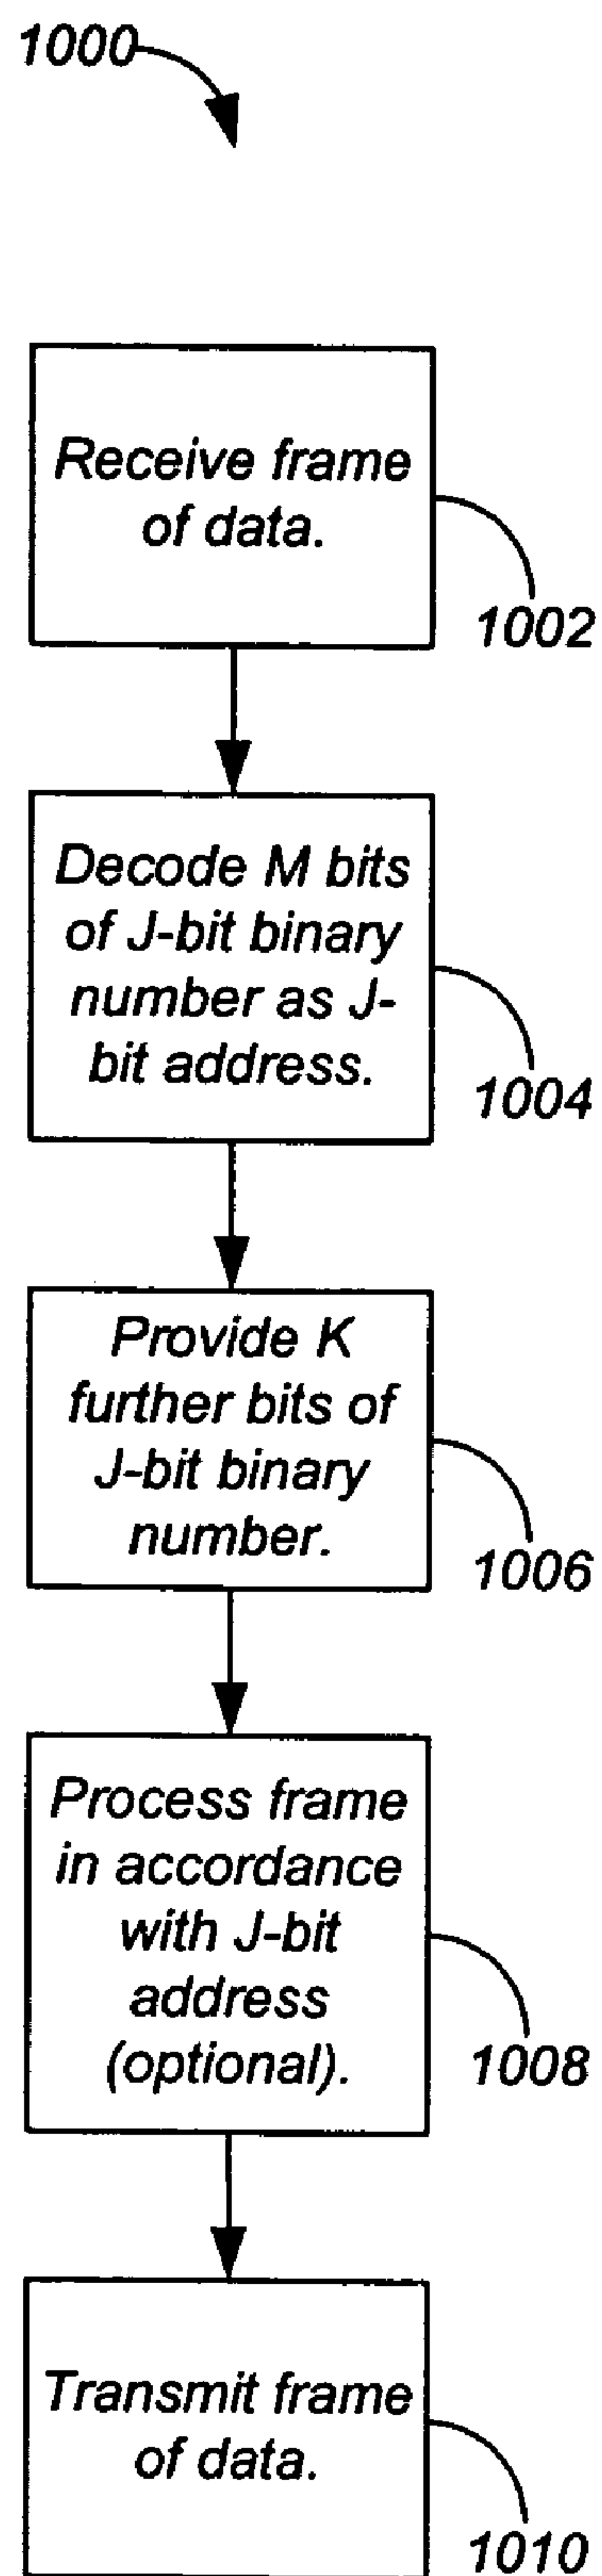 1000
Receive frame
of data.
1002
Decode M bits
of J-bit binary
number as J-
bit address.
1004
Provide K
further bits of
J-bit binary
number.
1006
Process frame
in accordance
with J-bit
address
(optional).
1008
Transmit frame
of data.
1010